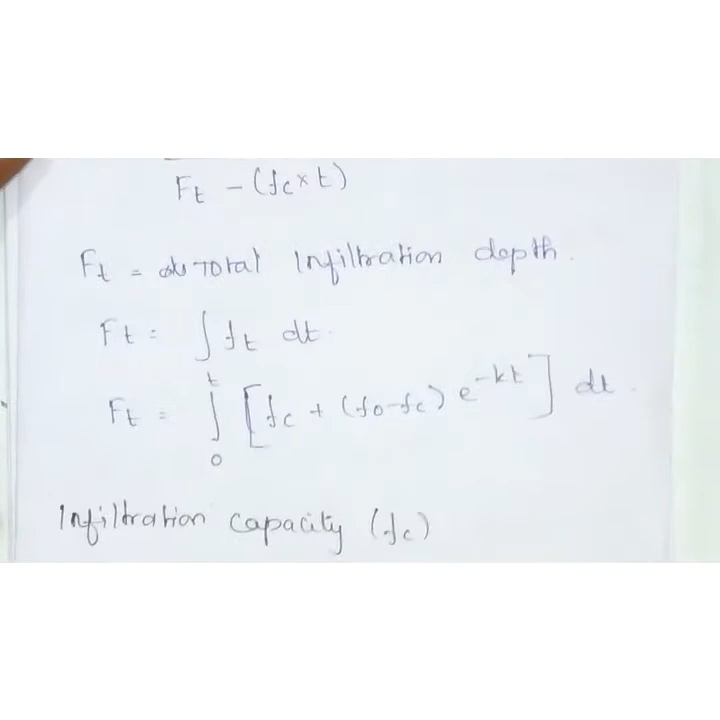 Ft - (fc×t)
Ft = Total Infiltration depth.
Ft = ∫ ft dt.
Ft = ∫₀ᵗ [fc + (fo-fc) e^-kt] dt.
Infiltration capacity (fc)